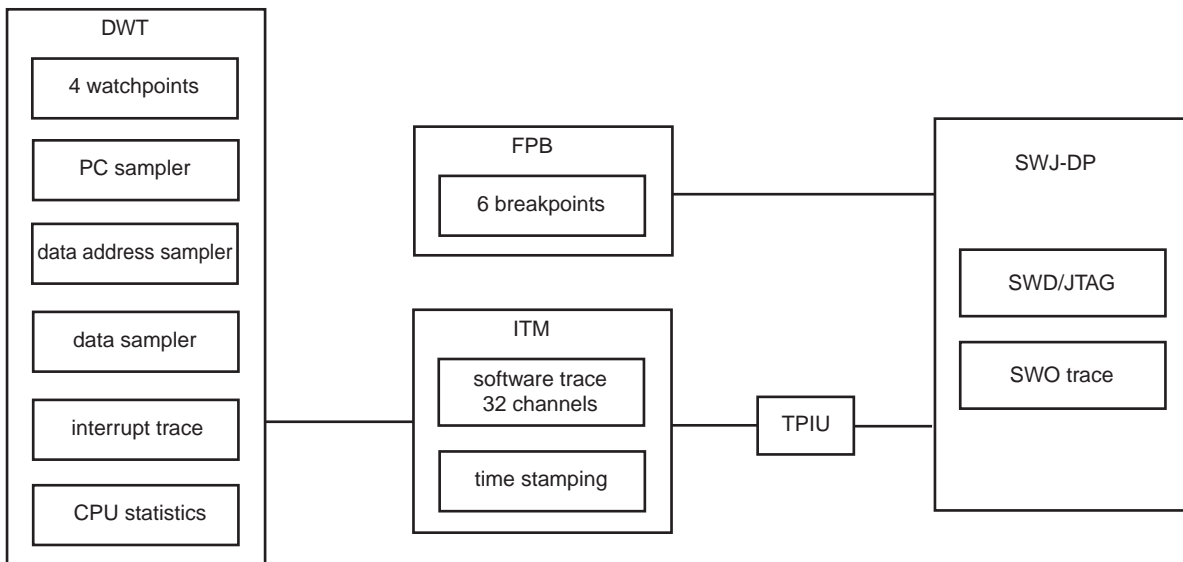 DWT
4 watchpoints
PC sampler
data address sampler
data sampler
interrupt trace
CPU statistics
FPB
6 breakpoints
ITM
software trace
32 channels
time stamping
TPIU
SWJ-DP
SWD/JTAG
SWO trace